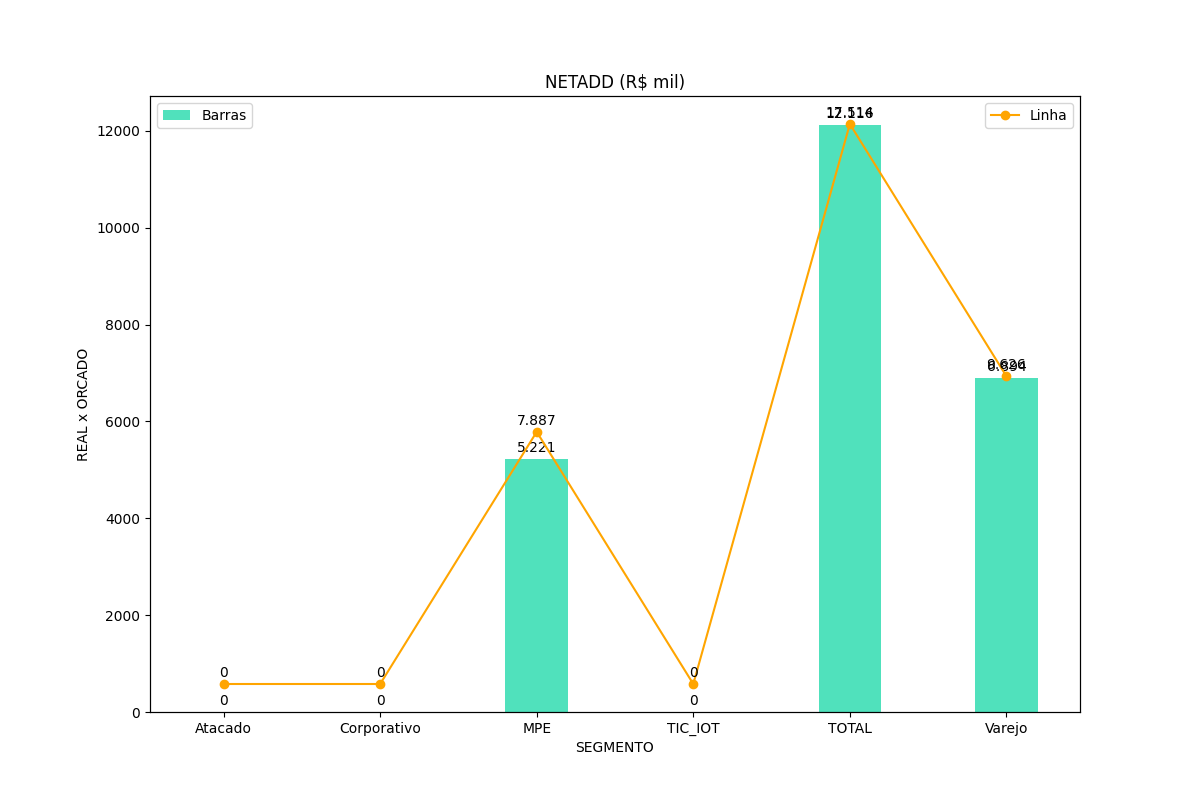 NETADD (R$ mil)
Barras
Linha
12000
10000
8000
6000
4000
2000
0
REAL x ORCADO
7.887
5.221
0
0
0
0
0
0
Atacado
Corporativo
MPE
TIC_IOT
TOTAL
Varejo
SEGMENTO